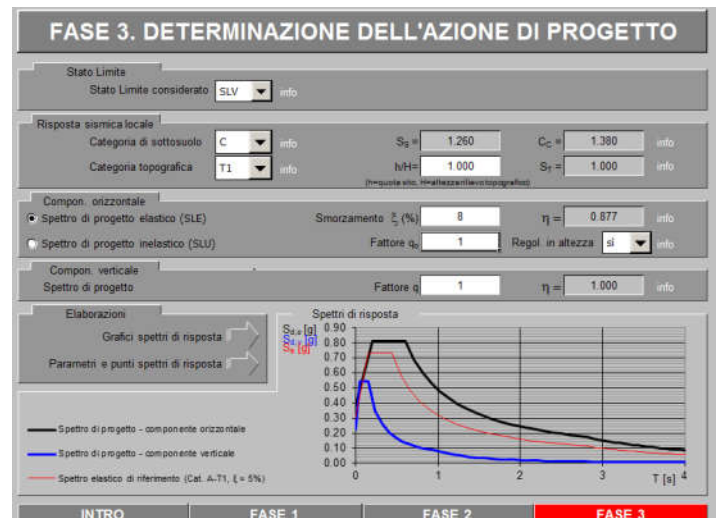 FASE 3. DETERMINAZIONE DELL'AZIONE DI PROGETTO
Stato Limite
Stato Limite considerato SLV info
Risposta sismica locale
Categoria di sottosuolo C info SS = 1.260 CC = 1.380 info
Categoria topografica T1 info h/H= 1.000 ST = 1.000 info
(h=quota sito, H=altezza rilievo topografico)
Compon. orizzontale
Spettro di progetto elastico (SLE) Smorzamento ξ (%) 8 η = 0.877 info
Spettro di progetto inelastico (SLU) Fattore qo 1 Regol. in altezza sì info
Compon. verticale
Spettro di progetto Fattore q 1 η = 1.000 info
Elaborazioni
Grafici spettri di risposta
Parametri e punti spettri di risposta
Spettri di risposta
Sd,o [g]
Sd,v [g]
Se [g]
0.90
0.80
0.70
0.60
0.50
0.40
0.30
0.20
0.10
0.00
0 1 2 3 T [s] 4
Spettro di progetto - componente orizzontale
Spettro di progetto - componente verticale
Spettro elastico di riferimento (Cat. A-T1, ξ = 5%)
INTRO FASE 1 FASE 2 FASE 3